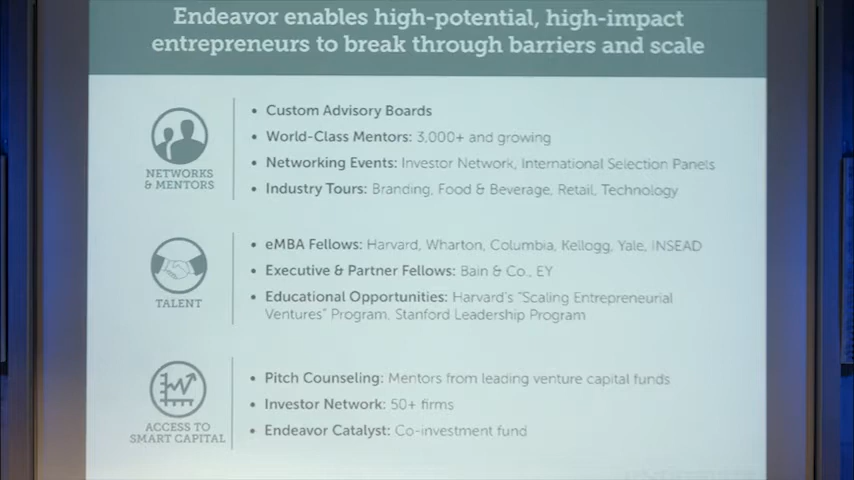 Endeavor enables high-potential, high-impact
entrepreneurs to break through barriers and scale
• Custom Advisory Boards
• World-Class Mentors: 3,000+ and growing
• Networking Events: Investor Network, International Selection Panels
• Industry Tours: Branding, Food & Beverage, Retail, Technology
NETWORKS
& MENTORS
• eMBA Fellows: Harvard, Wharton, Columbia, Kellogg, Yale, INSEAD
• Executive & Partner Fellows: Bain & Co., EY
• Educational Opportunities: Harvard's "Scaling Entrepreneurial
Ventures" Program, Stanford Leadership Program
TALENT
• Pitch Counseling: Mentors from leading venture capital funds
• Investor Network: 50+ firms
• Endeavor Catalyst: Co-investment fund
ACCESS TO
SMART CAPITAL